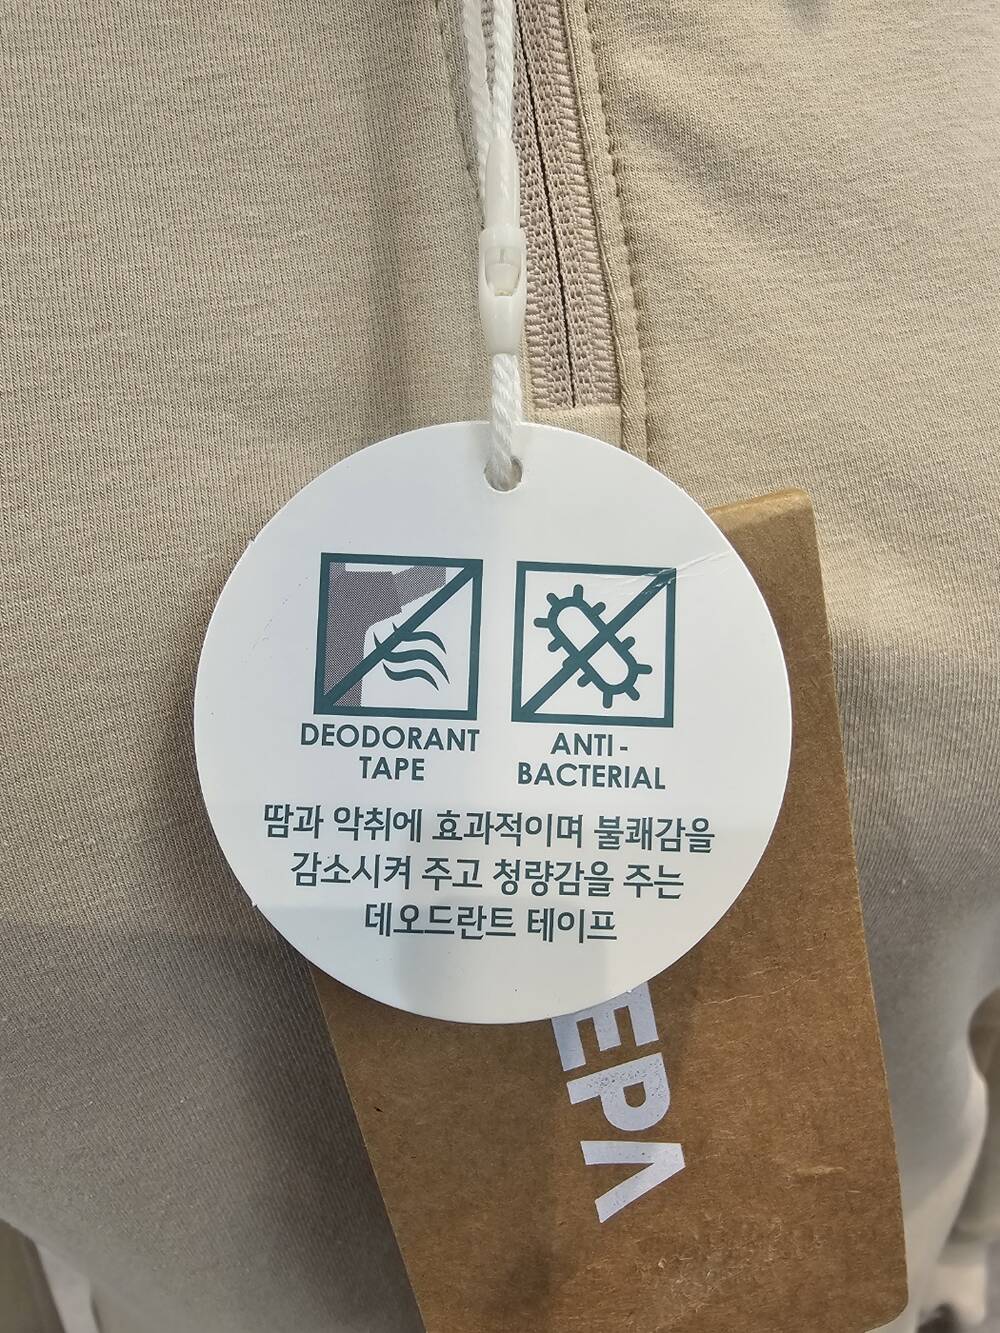 DEODORANT
TAPE
ANTI-
BACTERIAL
땀과 악취에 효과적이며 불쾌감을
감소시켜 주고 청량감을 주는
데오드란트 테이프
EPA